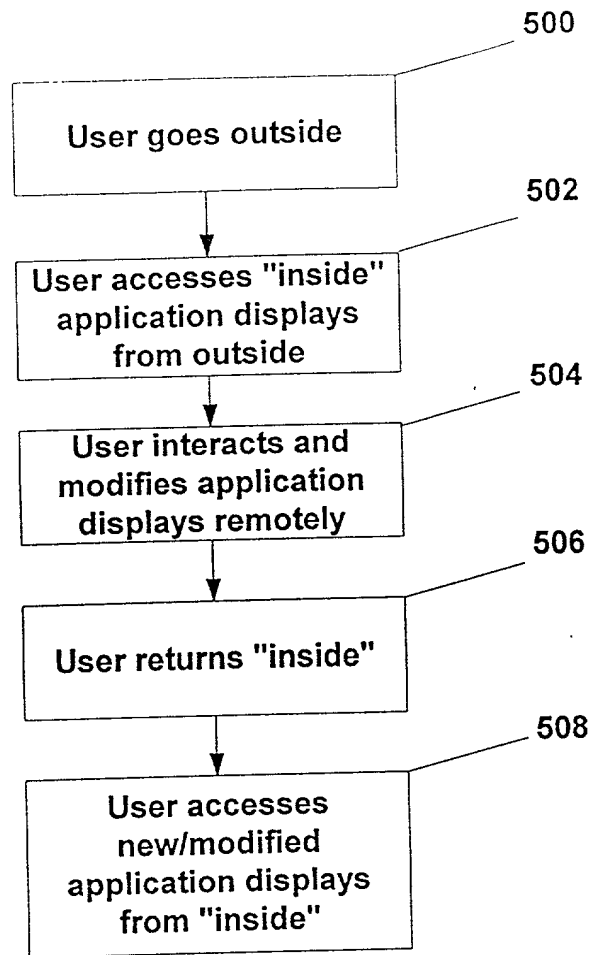 500
User goes outside
502
User accesses "inside"
application displays
from outside
504
User interacts and
modifies application
displays remotely
506
User returns "inside"
508
User accesses
new/modified
application displays
from "inside"